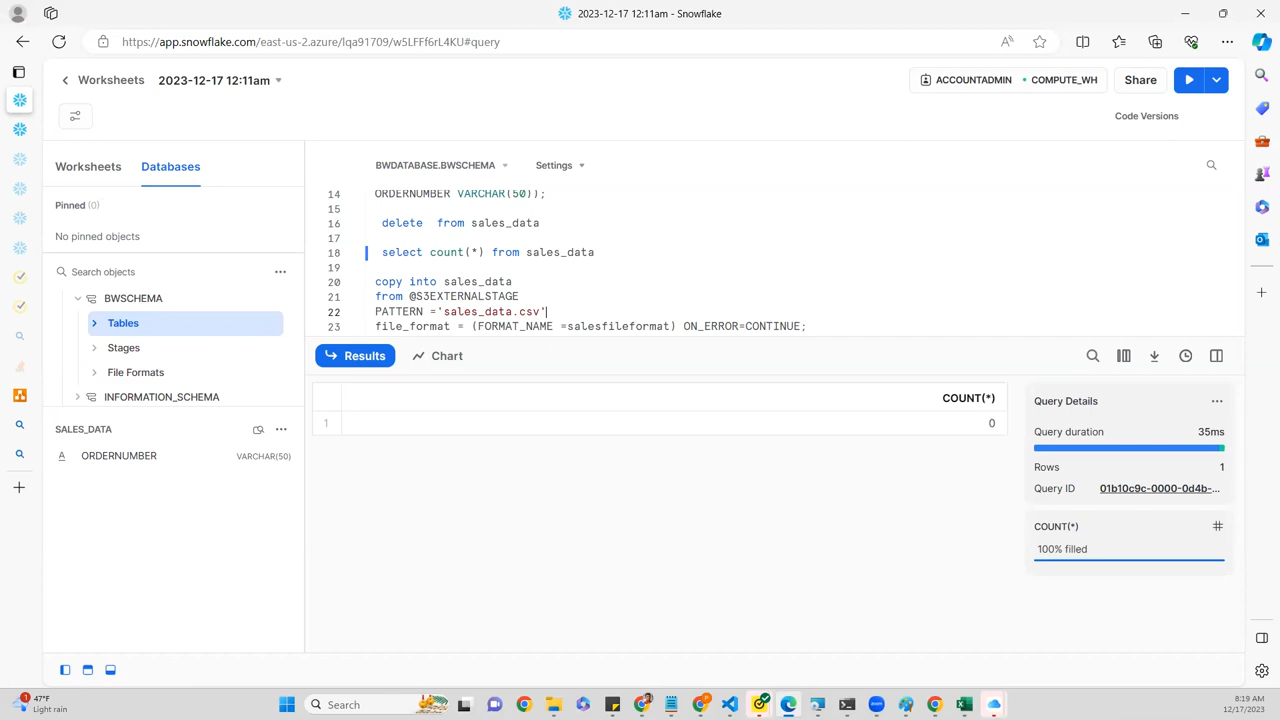 2023-12-17 12:11am - Snowflake
https://app.snowflake.com/east-us-2.azure/lqa91709/w5LFFf6rL4KU#query
Worksheets 2023-12-17 12:11am
ACCOUNTADMIN • COMPUTE_WH
Share
Code Versions
Worksheets Databases
BWDATABASE.BWSCHEMA Settings
Pinned (0)
No pinned objects
Search objects
BWSCHEMA
Tables
Stages
File Formats
INFORMATION_SCHEMA
SALES_DATA
ORDERNUMBER VARCHAR(50)
14 ORDERNUMBER VARCHAR(50));
15
16 delete from sales_data
17
18 select count(*) from sales_data
19
20 copy into sales_data
21 from @S3EXTERNALSTAGE
22 PATTERN ='sales_data.csv'
23 file_format = (FORMAT_NAME =salesfileformat) ON_ERROR=CONTINUE;
Results Chart
COUNT(*)
1 0
Query Details
Query duration 35ms
Rows 1
Query ID 01b10c9c-0000-0d4b-...
COUNT(*)
100% filled
1
47°F
Light rain
Search
8:19 AM
12/17/2023